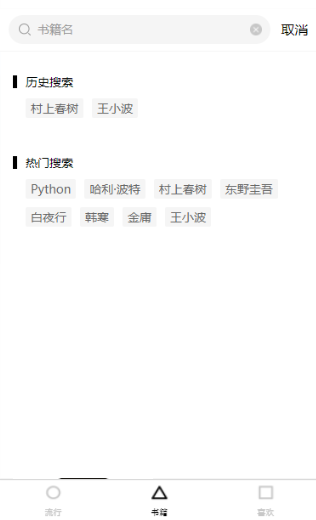 书籍名 取消
历史搜索
村上春树 王小波
热门搜索
Python 哈利·波特 村上春树 东野圭吾
白夜行 韩寒 金庸 王小波
流行 书籍 喜欢